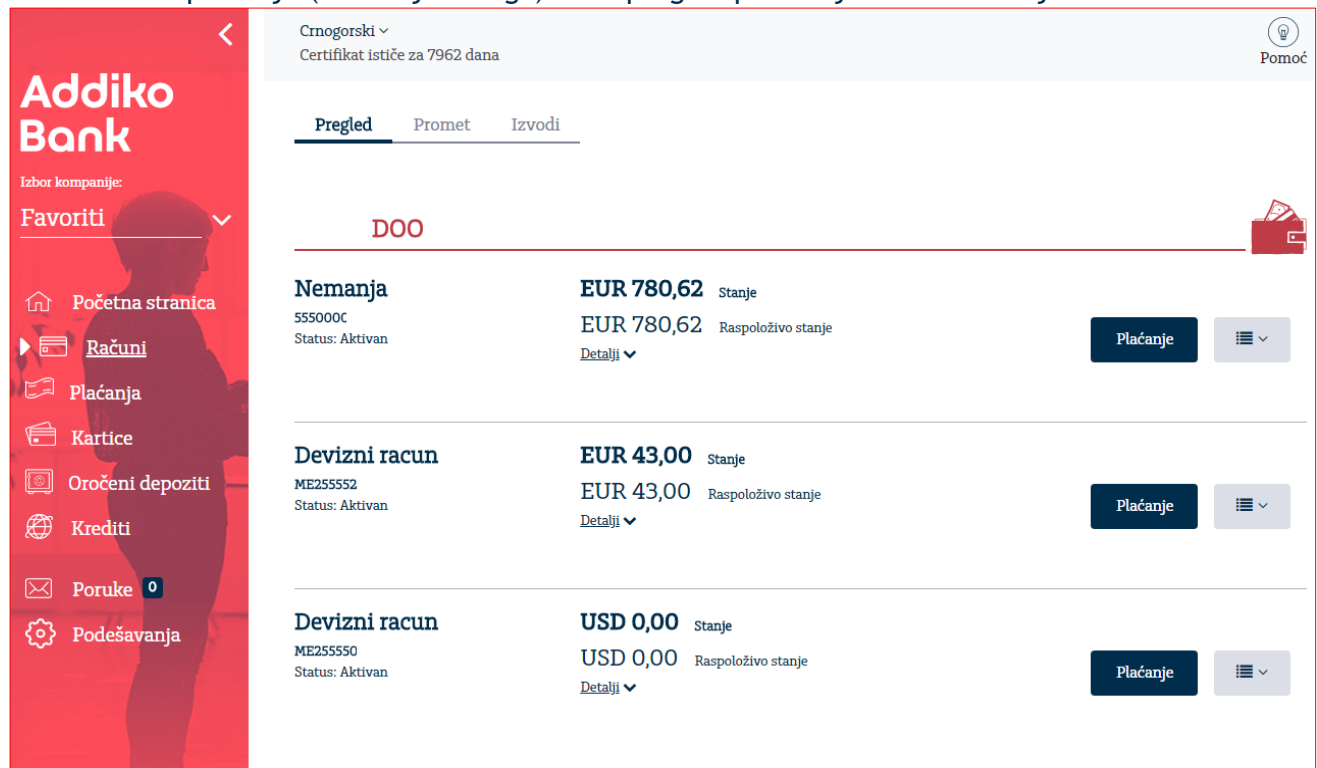 Crnogorski
Certifikat ističe za 7962 dana
Pomoć
Addiko
Bank
Izbor kompanije:
Favoriti
Početna stranica
Računi
Plaćanja
Kartice
Oročeni depoziti
Krediti
Poruke 0
Podešavanja
Pregled Promet Izvodi
DOO
Nemanja
555000C
Status: Aktivan
EUR 780,62 Stanje
EUR 780,62 Raspoloživo stanje
Detalji
Plaćanje
Devizni racun
ME255552
Status: Aktivan
EUR 43,00 Stanje
EUR 43,00 Raspoloživo stanje
Detalji
Plaćanje
Devizni racun
ME255550
Status: Aktivan
USD 0,00 Stanje
USD 0,00 Raspoloživo stanje
Detalji
Plaćanje